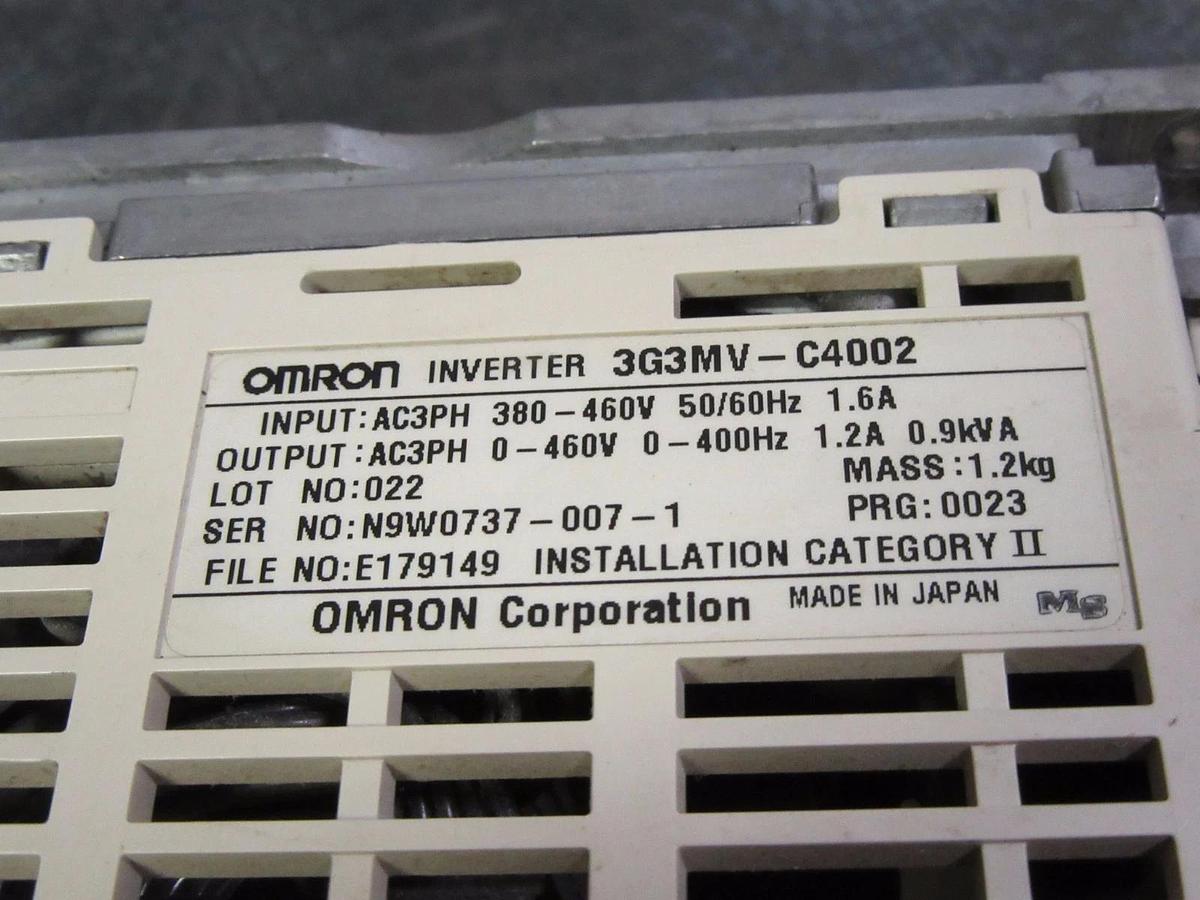 OMRON INVERTER 3G3MV-C4002
INPUT:AC3PH 380-460V 50/60Hz 1.6A
OUTPUT:AC3PH 0-460V 0-400Hz 1.2A 0.9kVA
LOT NO:022 MASS:1.2kg
SER NO:N9W0737-007-1 PRG:0023
FILE NO:E179149 INSTALLATION CATEGORY II
OMRON Corporation MADE IN JAPAN